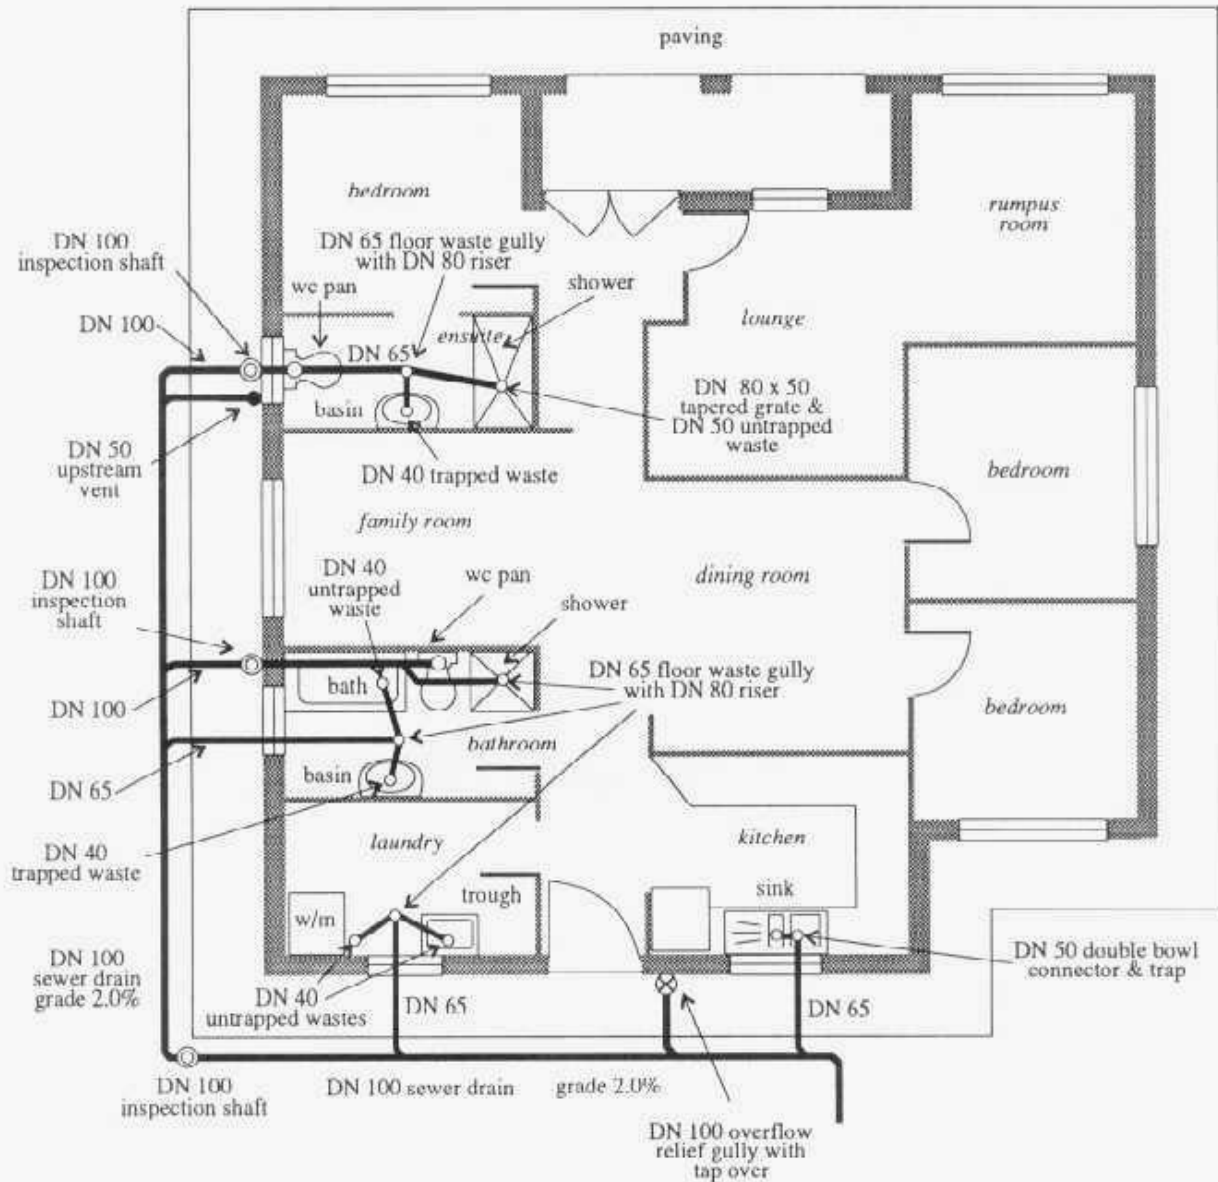 paving
bedroom
rumpus
room
DN 65 floor waste gully
with DN 80 riser
DN 100
inspection shaft
wc pan
shower
DN 100
lounge
ensuite
DN 65
DN 80 x 50
tapered grate &
DN 50 untrapped
waste
basin
DN 50
upstream
vent
DN 40 trapped waste
bedroom
family room
DN 40
untrapped
waste
wc pan
dining room
DN 100
inspection
shaft
shower
DN 65 floor waste gully
with DN 80 riser
bath
DN 100
bedroom
bathroom
DN 65
basin
laundry
kitchen
DN 40
trapped waste
trough
sink
w/m
DN 100
sewer drain
grade 2.0%
DN 50 double bowl
connector & trap
DN 40
untrapped wastes
DN 65
DN 65
DN 100
inspection shaft
DN 100 sewer drain
grade 2.0%
DN 100 overflow
relief gully with
tap over